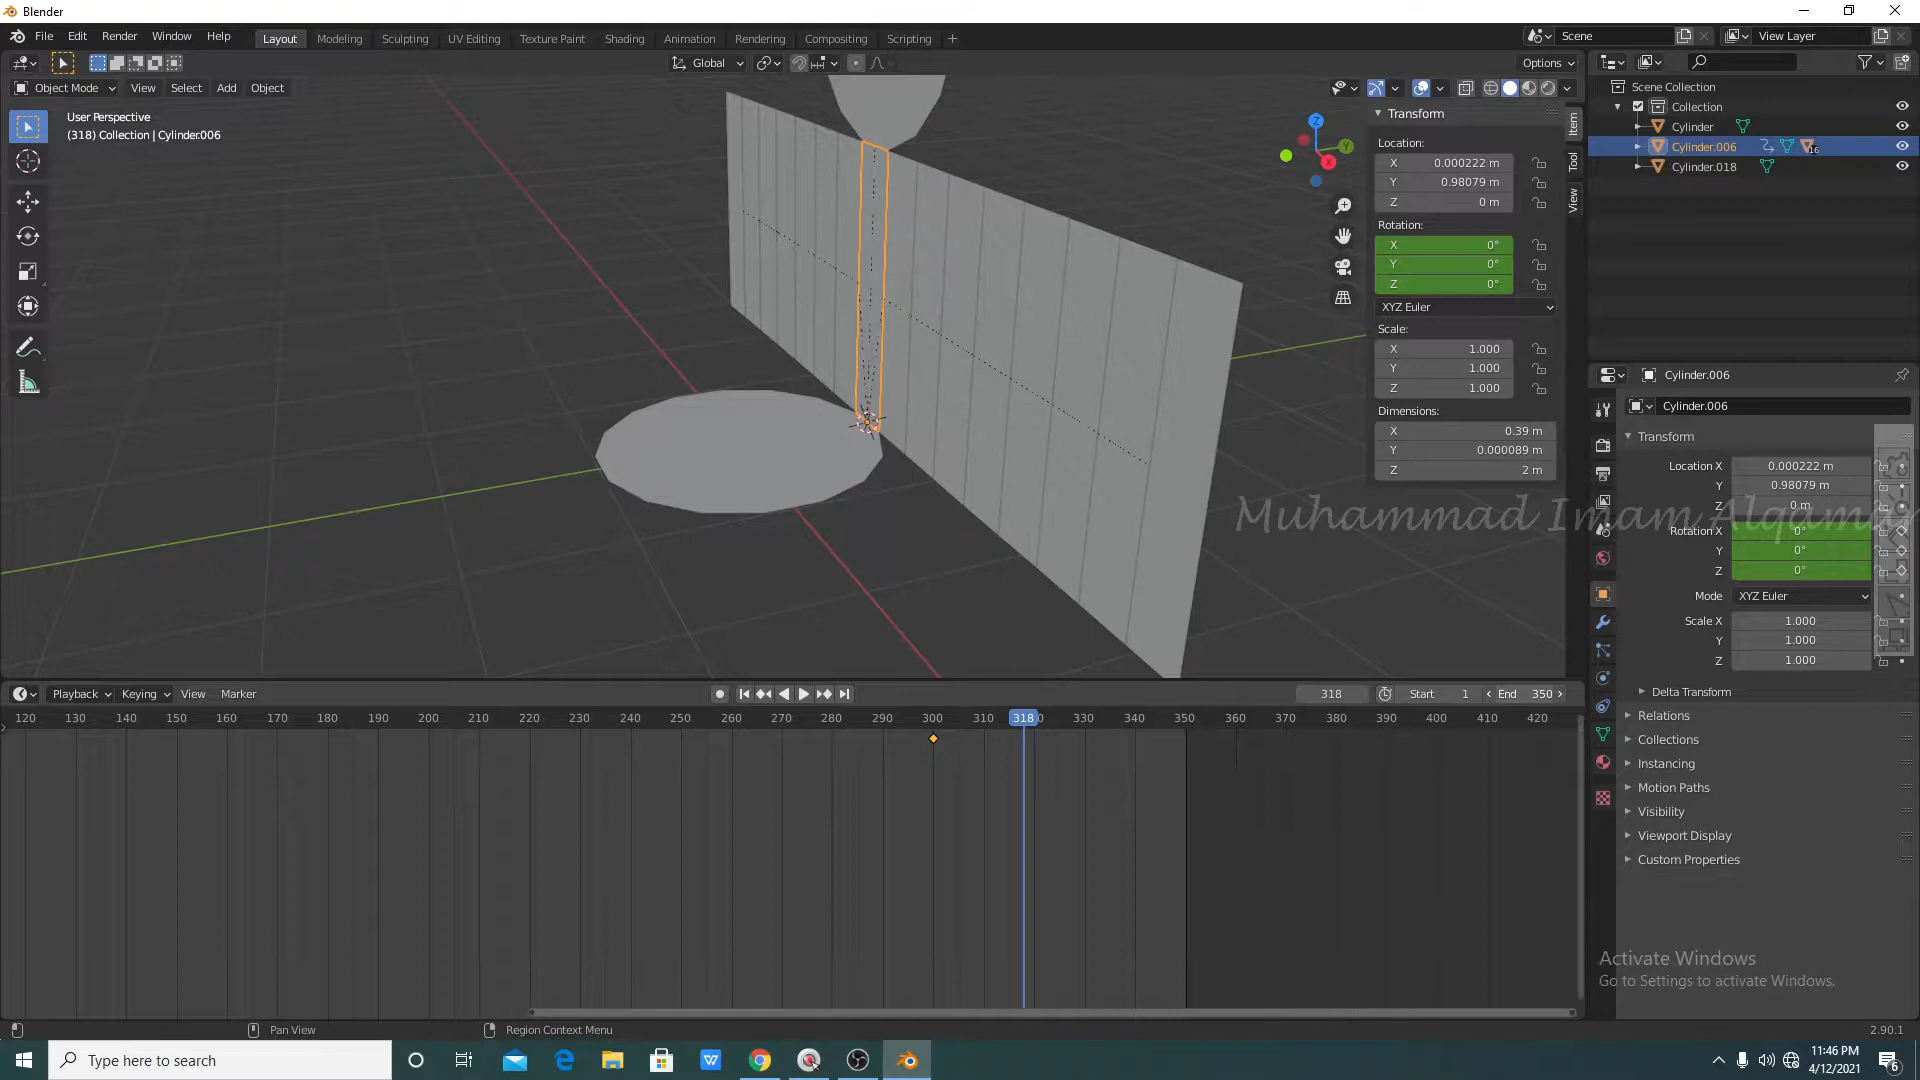 Blender
File Edit Render Window Help
Layout Modeling Sculpting UV Editing Texture Paint Shading Animation Rendering Compositing Scripting +
Scene
View Layer
Global
Options
Object Mode View Select Add Object
User Perspective
(318) Collection | Cylinder.006
Z
Y
X
Transform
Location:
X 0.000222 m
Y 0.98079 m
Z 0 m
Rotation:
X 0°
Y 0°
Z 0°
XYZ Euler
Scale:
X 1.000
Y 1.000
Z 1.000
Dimensions:
X 0.39 m
Y 0.000089 m
Z 2 m
Item
Tool
View
Scene Collection
Collection
Cylinder
Cylinder.006 16
Cylinder.018
Cylinder.006
Cylinder.006
Transform
Location X 0.000222 m
Y 0.98079 m
Z 0 m
Rotation X 0°
Y 0°
Z 0°
Mode XYZ Euler
Scale X 1.000
Y 1.000
Z 1.000
Delta Transform
Relations
Collections
Instancing
Motion Paths
Visibility
Viewport Display
Custom Properties
Muhammad Imam Alqama
Playback Keying View Marker
318 Start 1 End 350
120 130 140 150 160 170 180 190 200 210 220 230 240 250 260 270 280 290 300 310 318 0 330 340 350 360 370 380 390 400 410 420
Activate Windows
Go to Settings to activate Windows.
Pan View
Region Context Menu
2.90.1
Type here to search
11:46 PM
4/12/2021
6